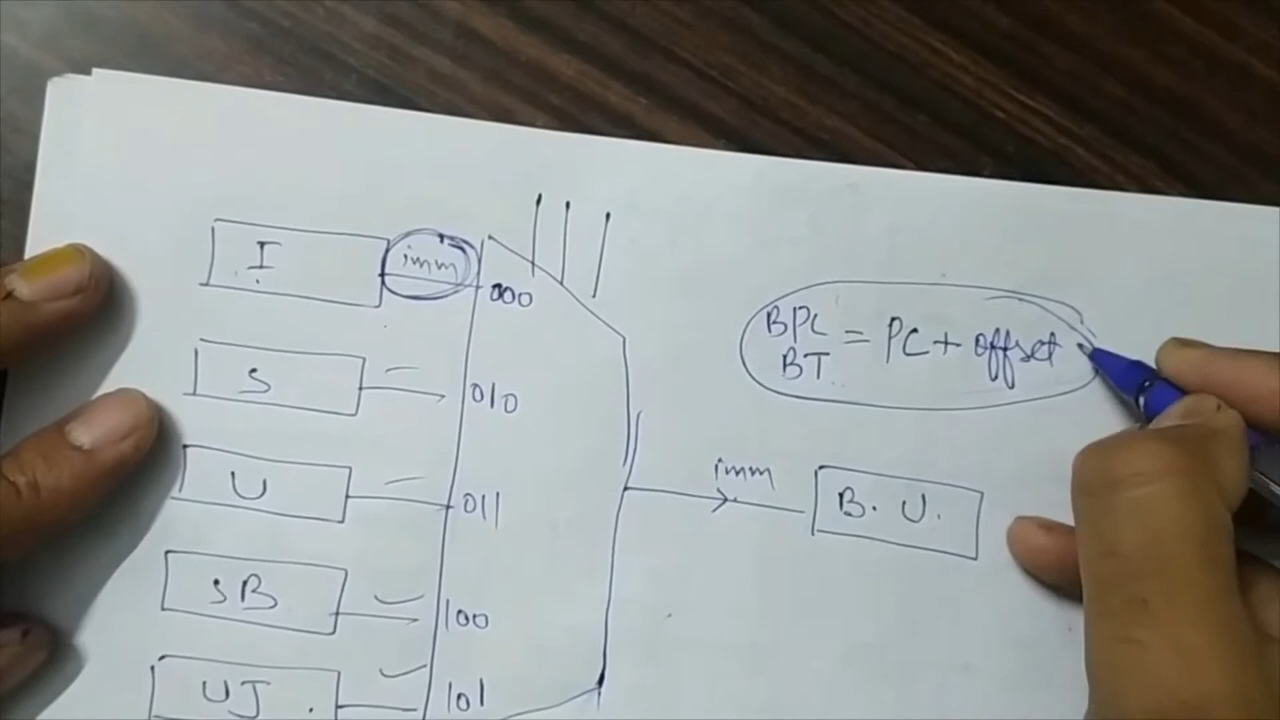 I imm 000
S 010
U 011
SB 100
UJ. 101
BPC
BT = PC + offset
imm
B. U.